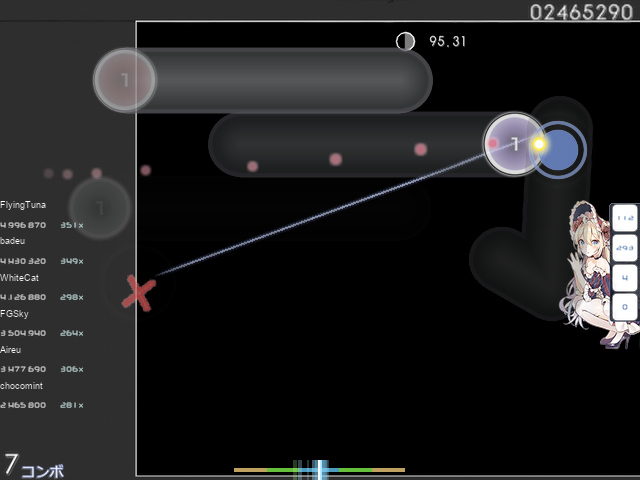 02465290
95,31
1
1
1
FlyingTuna
4 996 870 351x
badeu
4 430 320 349x
WhiteCat
4 126 880 298x
FGSky
3 504 940 264x
Aireu
3 477 690 306x
chocomint
2 465 800 281x
112
293
4
0
7 コンボ